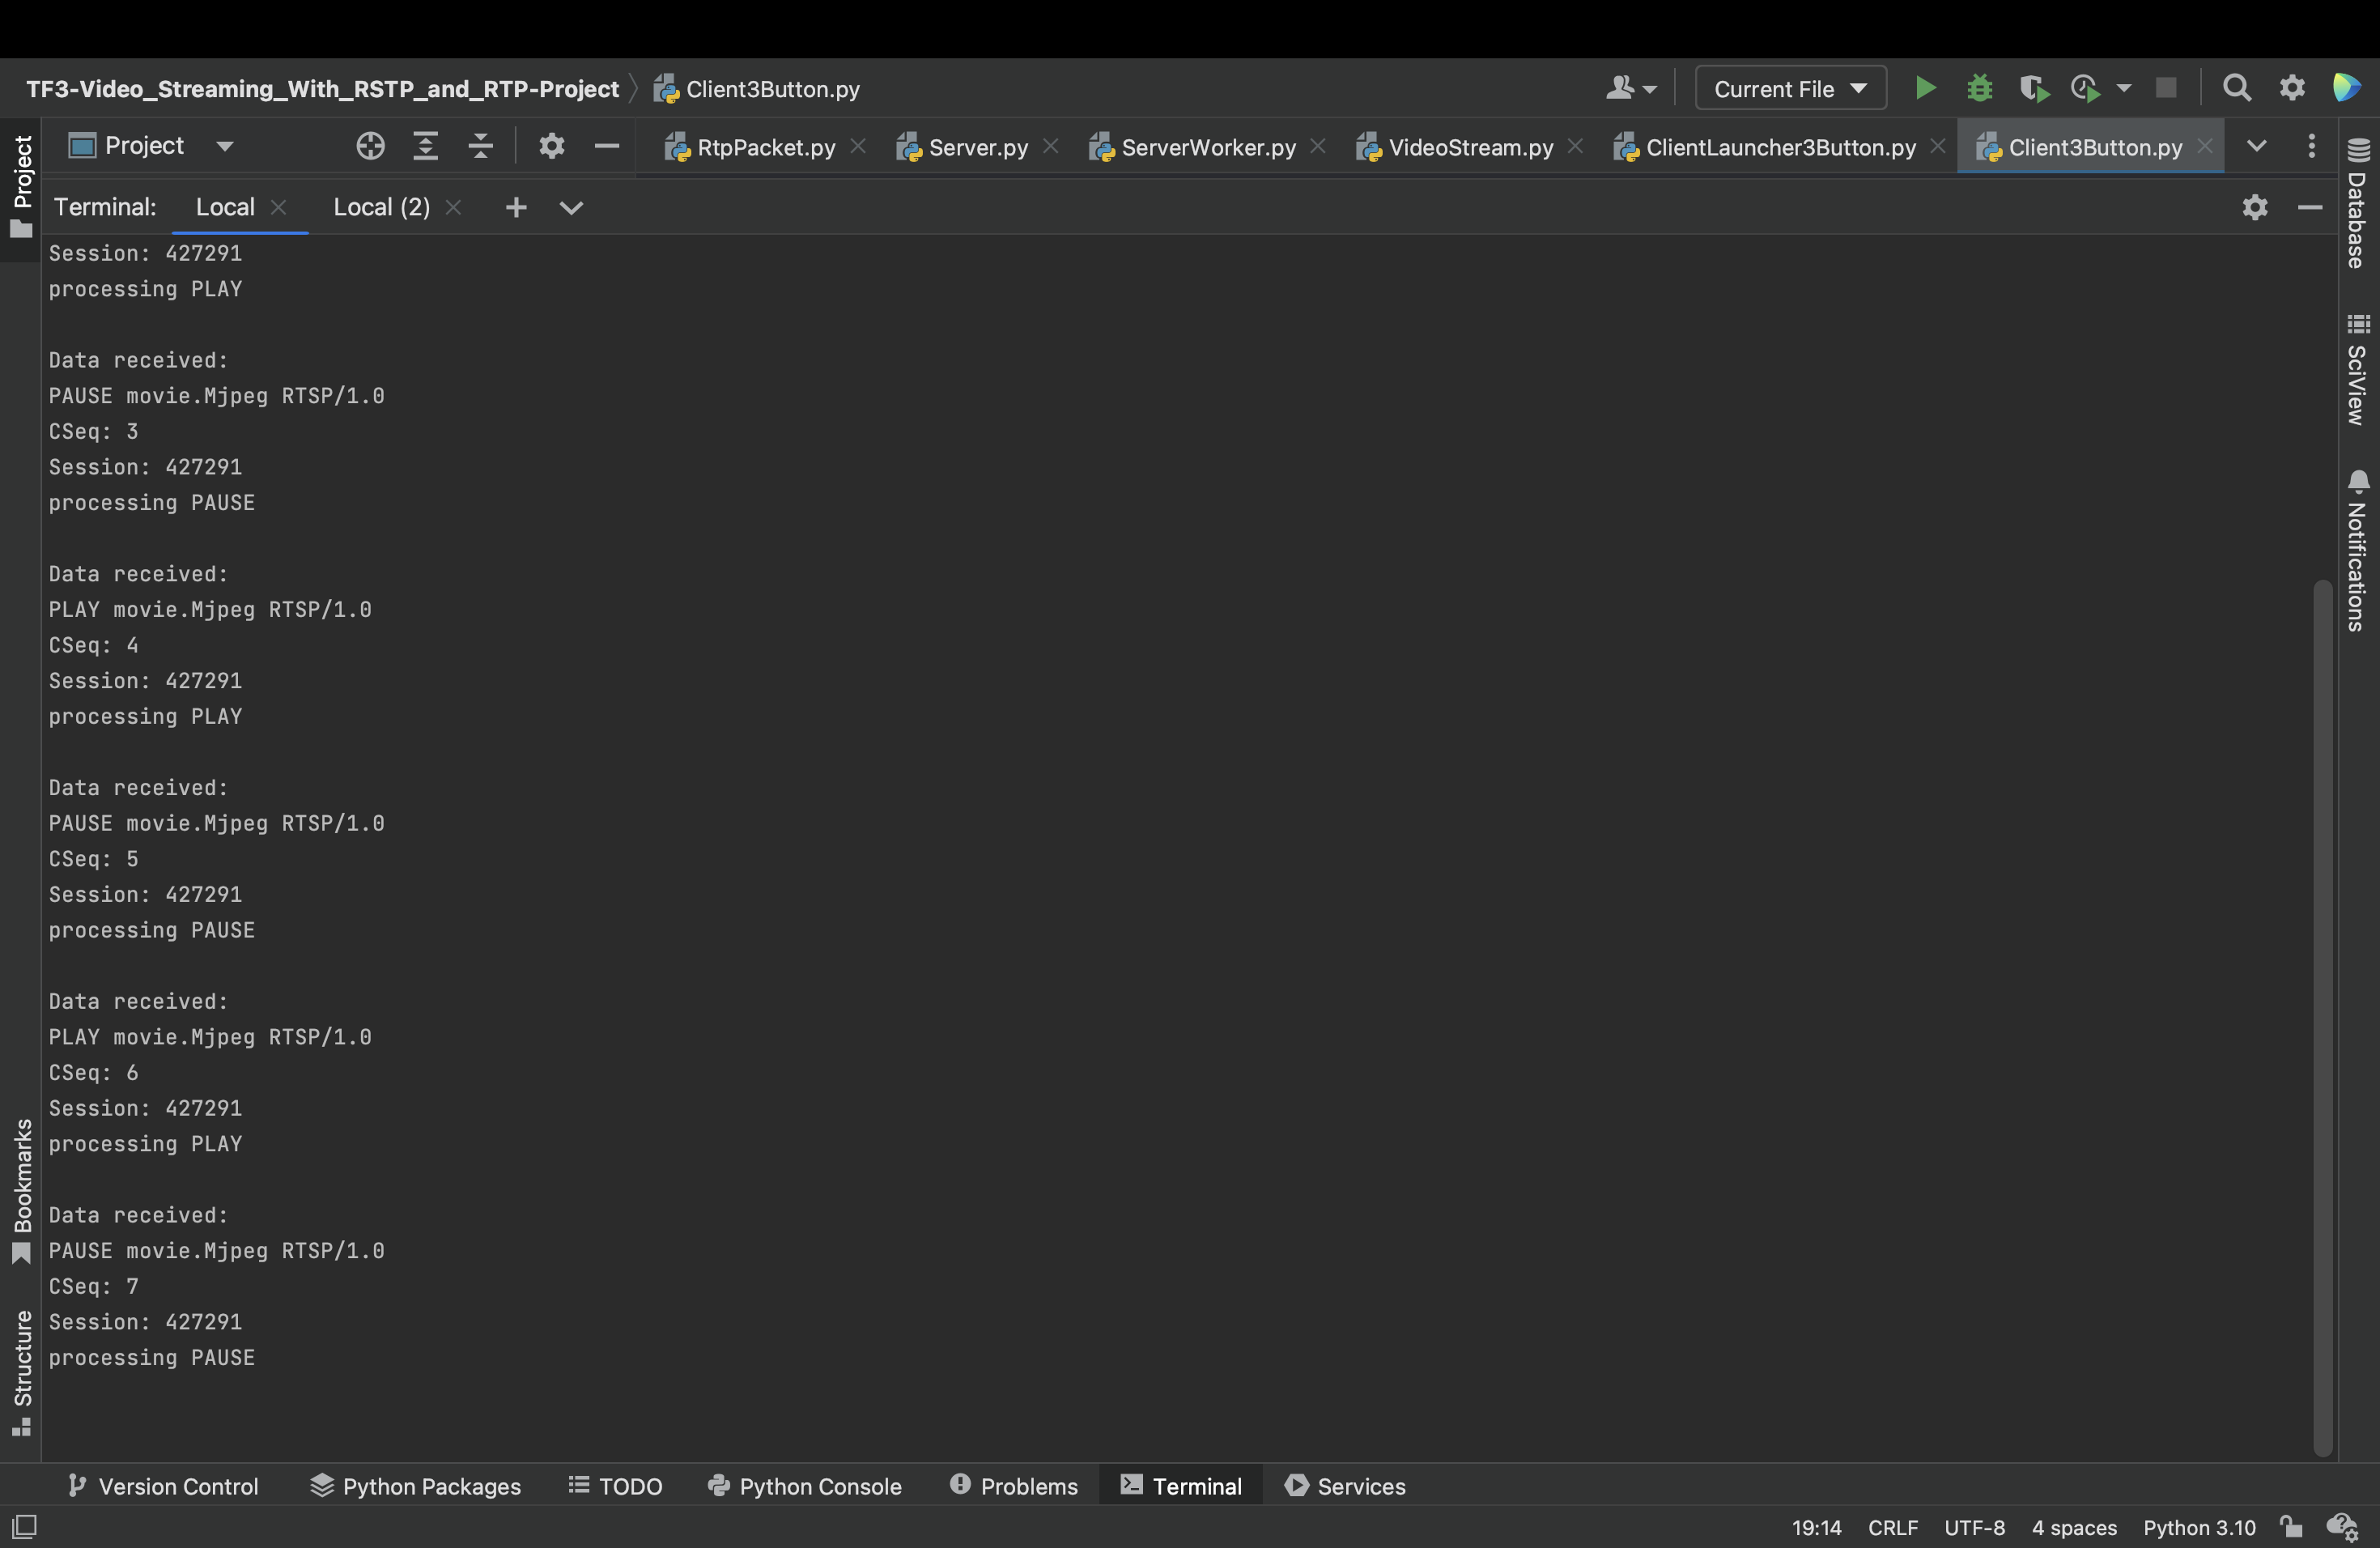 TF3-Video_Streaming_With_RSTP_and_RTP-Project
Client3Button.py
Current File
Project
Project
RtpPacket.py
Server.py
ServerWorker.py
VideoStream.py
ClientLauncher3Button.py
Client3Button.py
Terminal:
Local
Local (2)
Session: 427291
processing PLAY
Data received:
PAUSE movie.Mjpeg RTSP/1.0
CSeq: 3
Session: 427291
processing PAUSE
Data received:
PLAY movie.Mjpeg RTSP/1.0
CSeq: 4
Session: 427291
processing PLAY
Data received:
PAUSE movie.Mjpeg RTSP/1.0
CSeq: 5
Session: 427291
processing PAUSE
Data received:
PLAY movie.Mjpeg RTSP/1.0
CSeq: 6
Session: 427291
processing PLAY
Data received:
PAUSE movie.Mjpeg RTSP/1.0
CSeq: 7
Session: 427291
processing PAUSE
Database
SciView
Notifications
Bookmarks
Structure
Version Control
Python Packages
TODO
Python Console
Problems
Terminal
Services
19:14
CRLF
UTF-8
4 spaces
Python 3.10